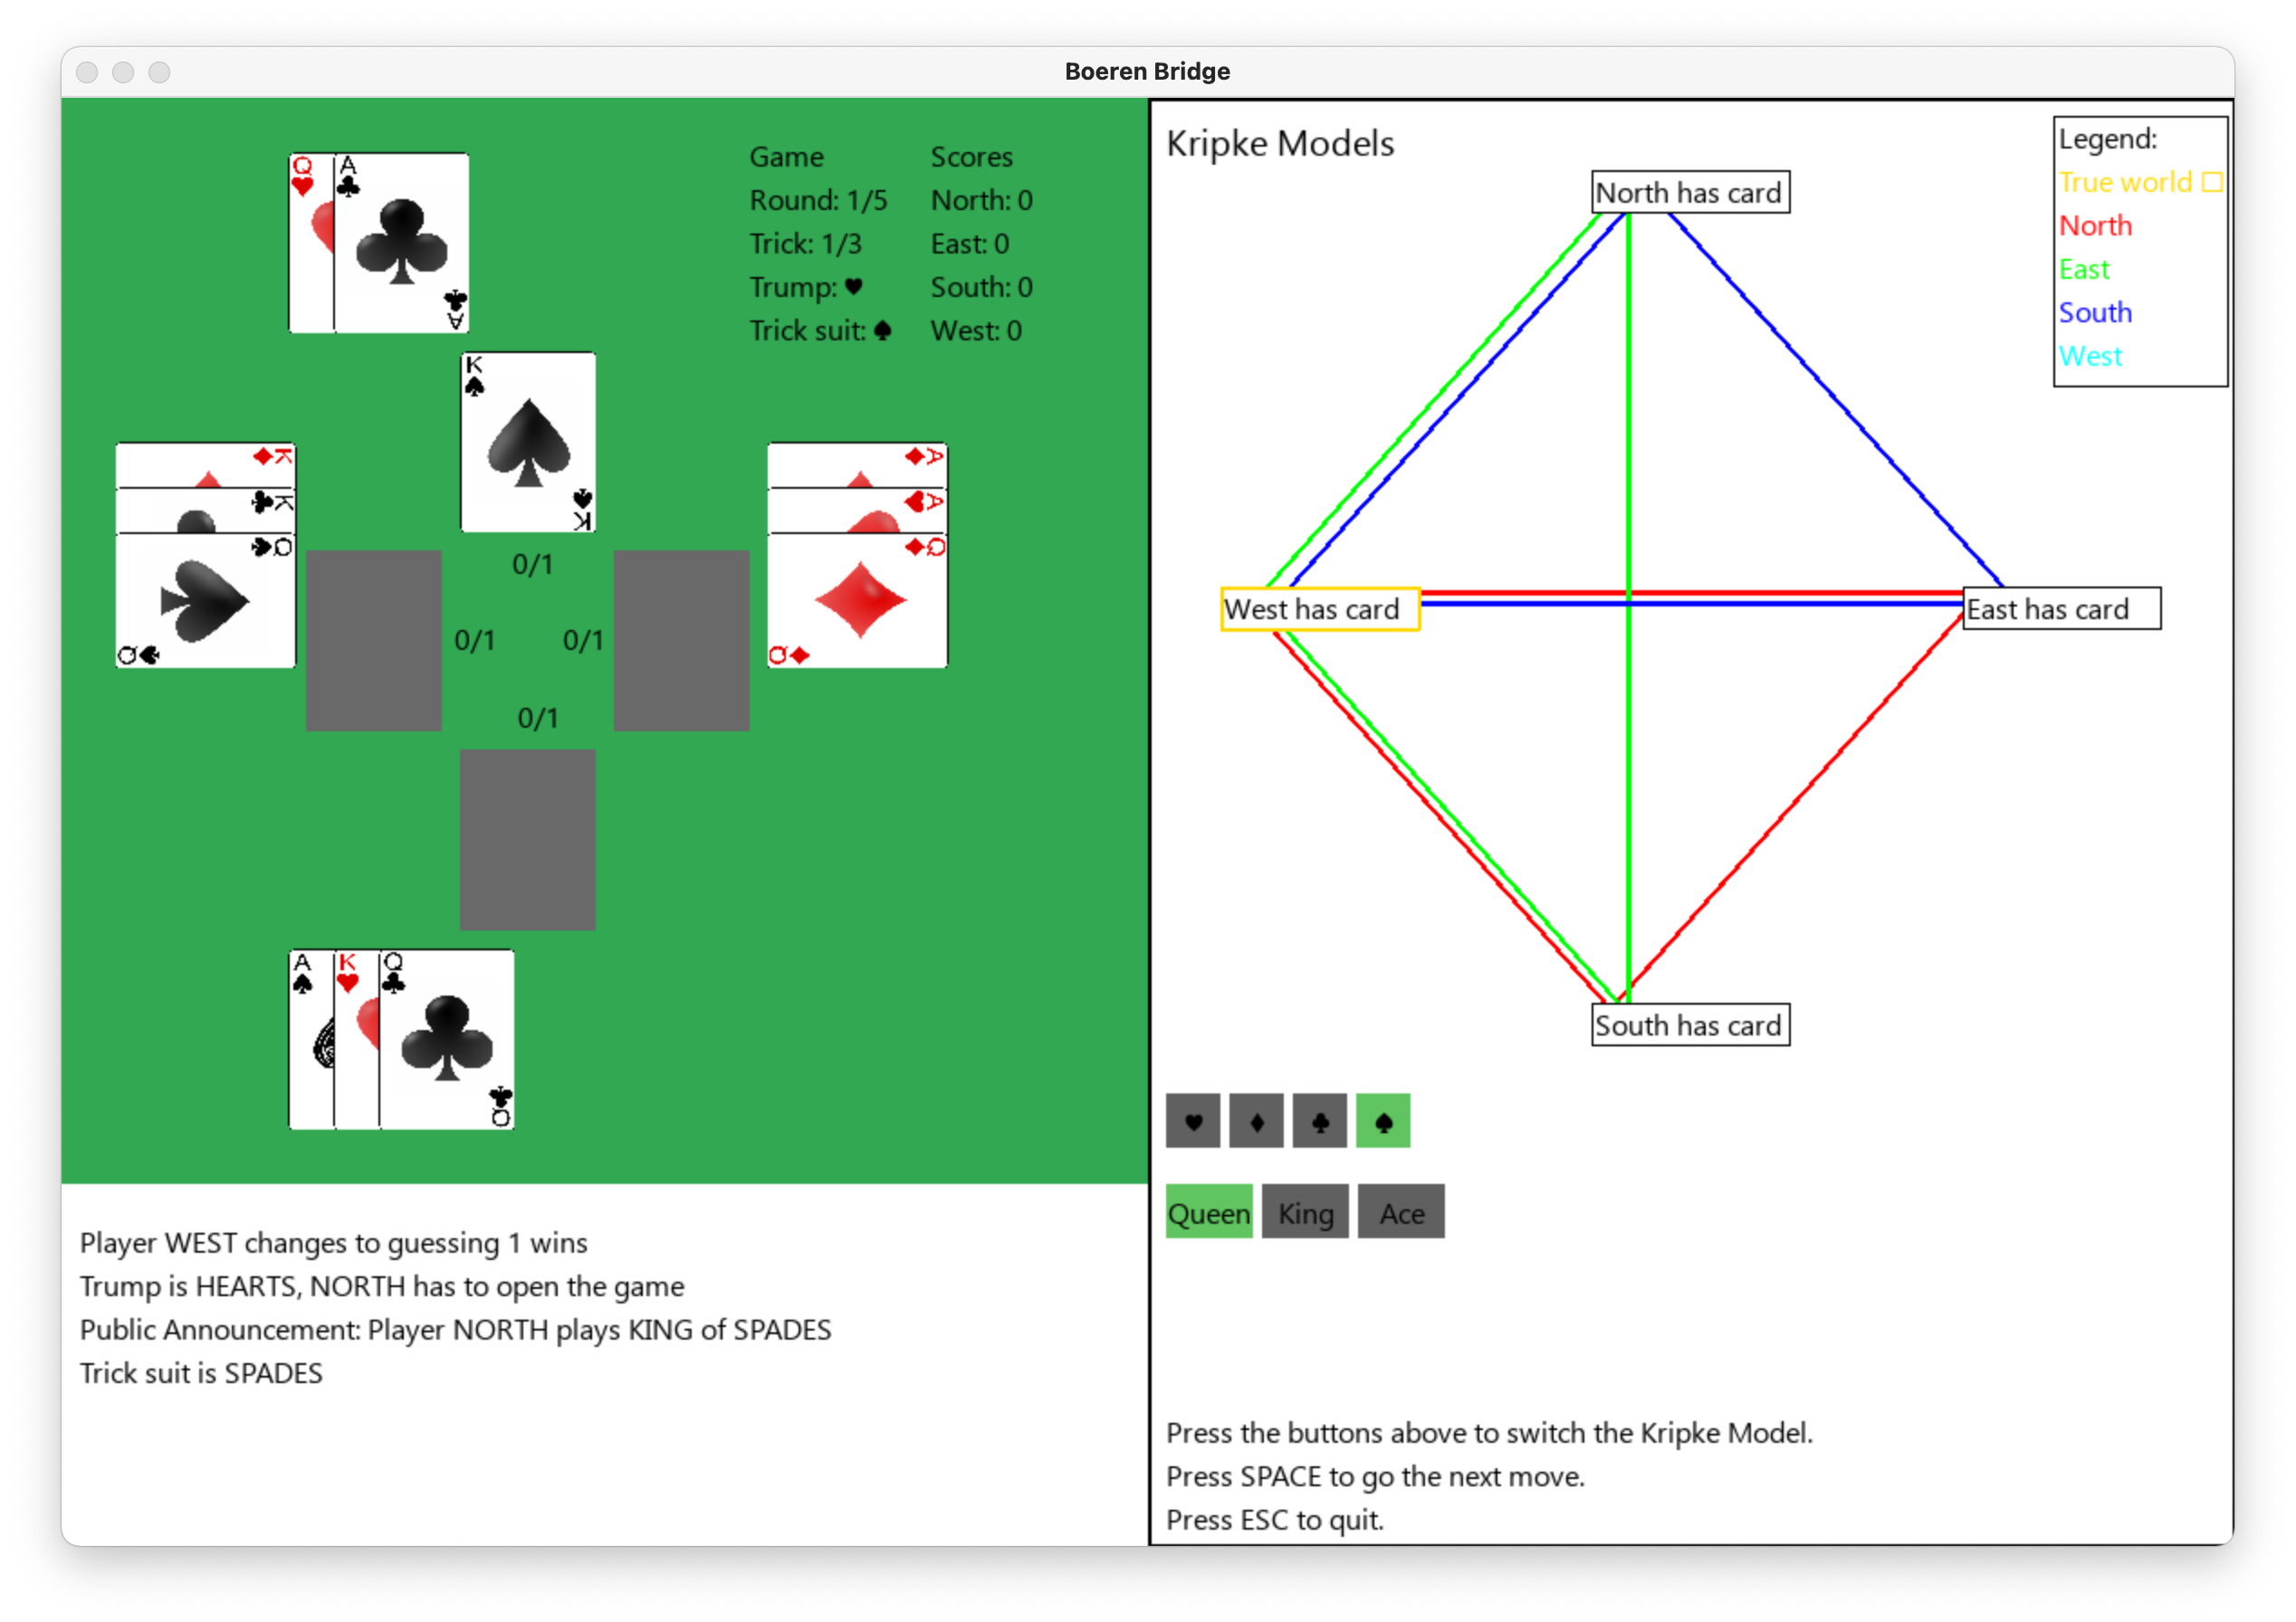 Boeren Bridge
Q A
A
Game Scores
Round: 1/5 North: 0
Trick: 1/3 East: 0
Trump: ♥ South: 0
Trick suit: ♠ West: 0
K
K
K
K
Q
Q
A
A
Q
Q
0/1
0/1 0/1
0/1
A K Q
Q
Player WEST changes to guessing 1 wins
Trump is HEARTS, NORTH has to open the game
Public Announcement: Player NORTH plays KING of SPADES
Trick suit is SPADES
Kripke Models
Legend:
True world □
North
East
South
West
North has card
West has card
East has card
South has card
♥ ♦ ♣ ♠
Queen King Ace
Press the buttons above to switch the Kripke Model.
Press SPACE to go the next move.
Press ESC to quit.